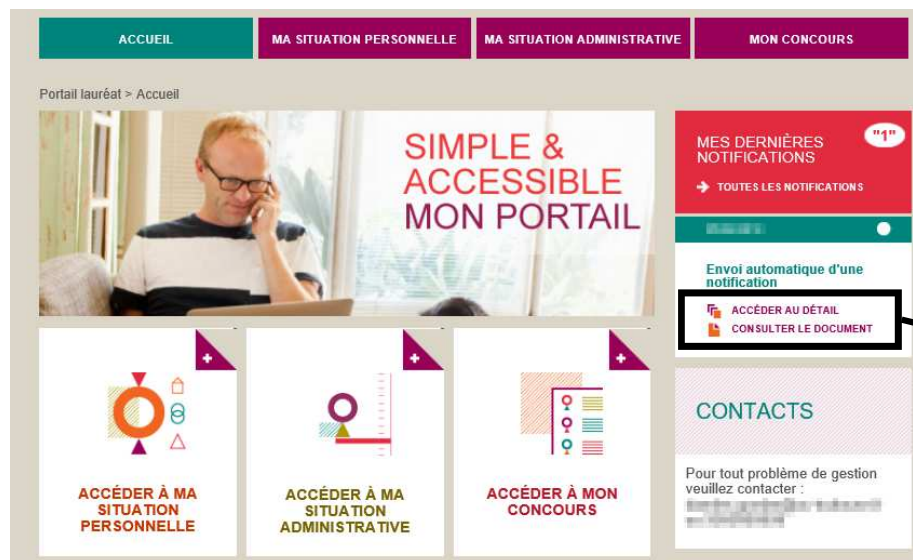 ACCUEIL
MA SITUATION PERSONNELLE
MA SITUATION ADMINISTRATIVE
MON CONCOURS
Portail lauréat > Accueil
SIMPLE &
ACCESSIBLE
MON PORTAIL
MES DERNIÈRES
NOTIFICATIONS
"1"
TOUTES LES NOTIFICATIONS
Envoi automatique d'une
notification
ACCÉDER AU DÉTAIL
CONSULTER LE DOCUMENT
ACCÉDER À MA
SITUATION
PERSONNELLE
ACCÉDER À MA
SITUATION
ADMINISTRATIVE
ACCÉDER À MON
CONCOURS
CONTACTS
Pour tout problème de gestion
veuillez contacter :